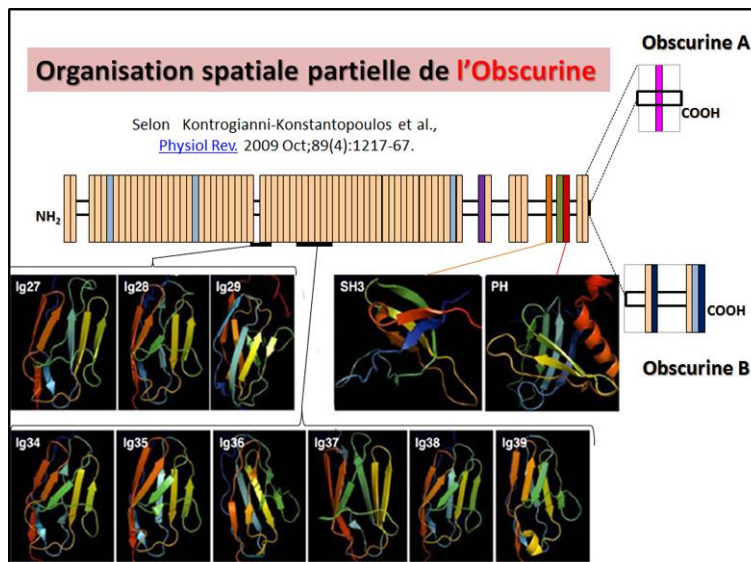 Organisation spatiale partielle de l'Obscurine
Obscurine A
COOH
Selon Kontrogianni-Konstantopoulos et al.,
Physiol Rev. 2009 Oct;89(4):1217-67.
NH2
COOH
Obscurine B
Ig27
Ig28
Ig29
SH3
PH
Ig34
Ig35
Ig36
Ig37
Ig38
Ig39